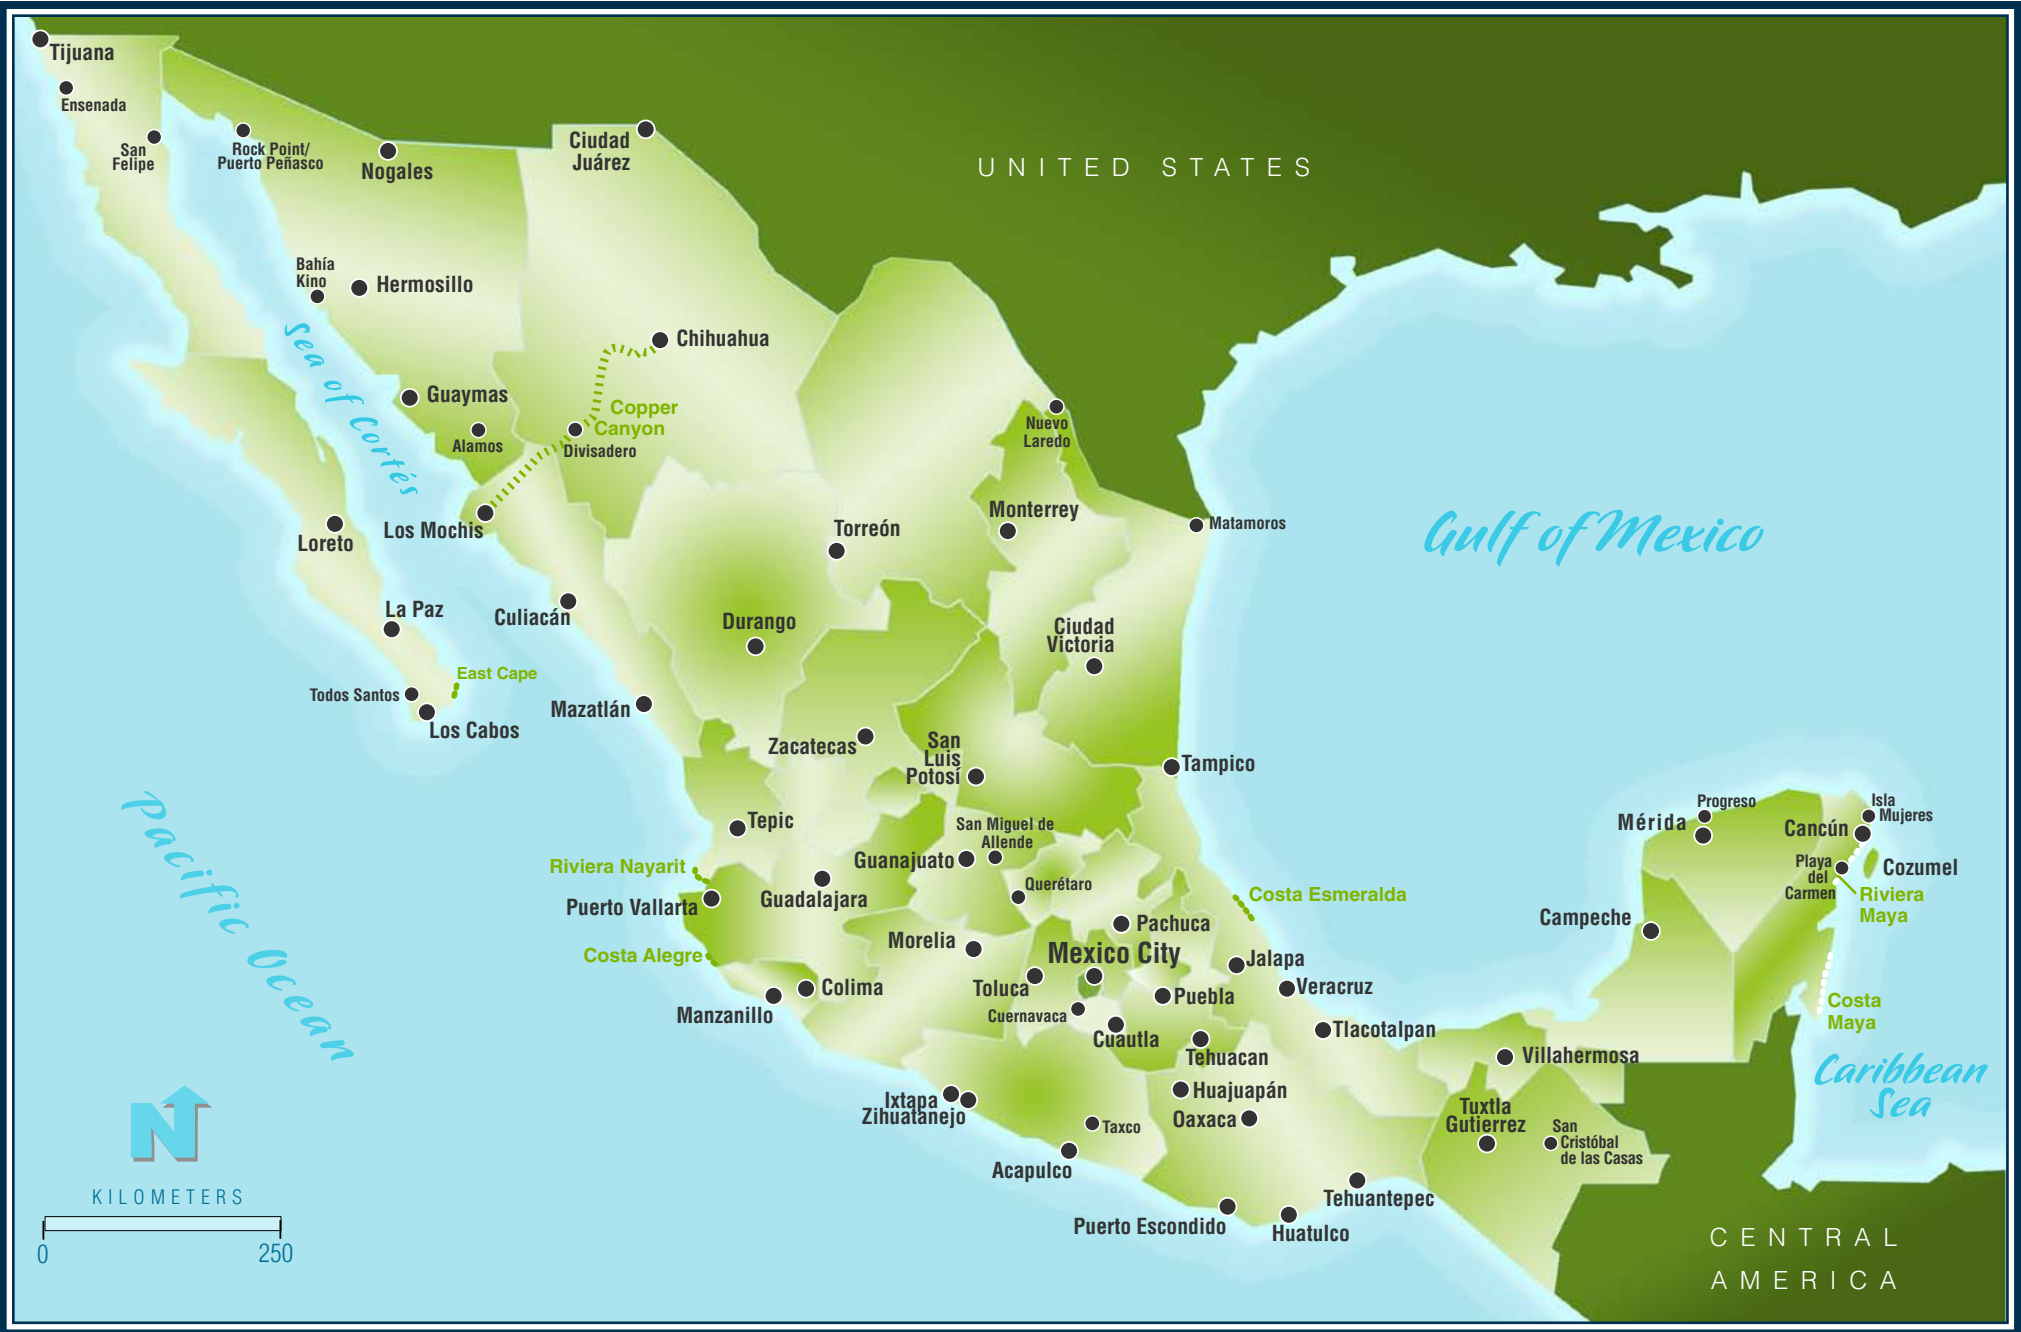 Tijuana
Ensenada
San
Felipe
Rock Point/
Puerto Peñasco
Nogales
Ciudad
Juárez
UNITED STATES
Bahía
Kino
Hermosillo
Sea of Cortés
Chihuahua
Guaymas
Copper
Canyon
Alamos
Divisadero
Nuevo
Laredo
Loreto
Los Mochis
Torreón
Monterrey
Matamoros
Gulf of Mexico
La Paz
Culiacán
Durango
Ciudad
Victoria
East Cape
Todos Santos
Los Cabos
Mazatlán
Zacatecas
San
Luis
Potosí
Tampico
Pacific Ocean
Tepic
San Miguel de
Allende
Guanajuato
Riviera Nayarit
Puerto Vallarta
Guadalajara
Querétaro
Costa Esmeralda
Progreso
Mérida
Isla
Mujeres
Cancún
Playa
del
Carmen
Cozumel
Riviera
Maya
Campeche
Costa Alegre
Morelia
Pachuca
Mexico City
Jalapa
Colima
Manzanillo
Toluca
Puebla
Veracruz
Cuernavaca
Cuautla
Tlacotalpan
Tehuacan
Costa
Maya
Villahermosa
Caribbean
Sea
Ixtapa
Zihuatanejo
Huajuapán
Oaxaca
Taxco
Tuxtla
Gutierrez
San
Cristóbal
de las Casas
Acapulco
Tehuantepec
Puerto Escondido
Huatulco
N
KILOMETERS
0 250
CENTRAL
AMERICA